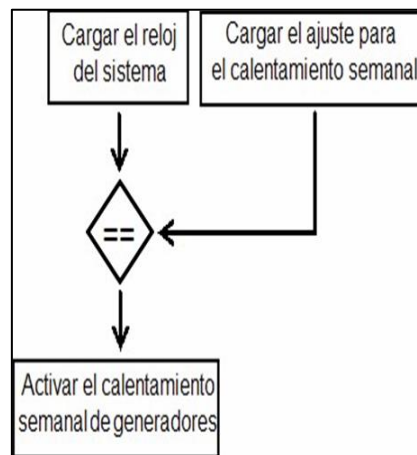 Cargar el reloj
del sistema
Cargar el ajuste para
el calentamiento semanal
==
Activar el calentamiento
semanal de generadores